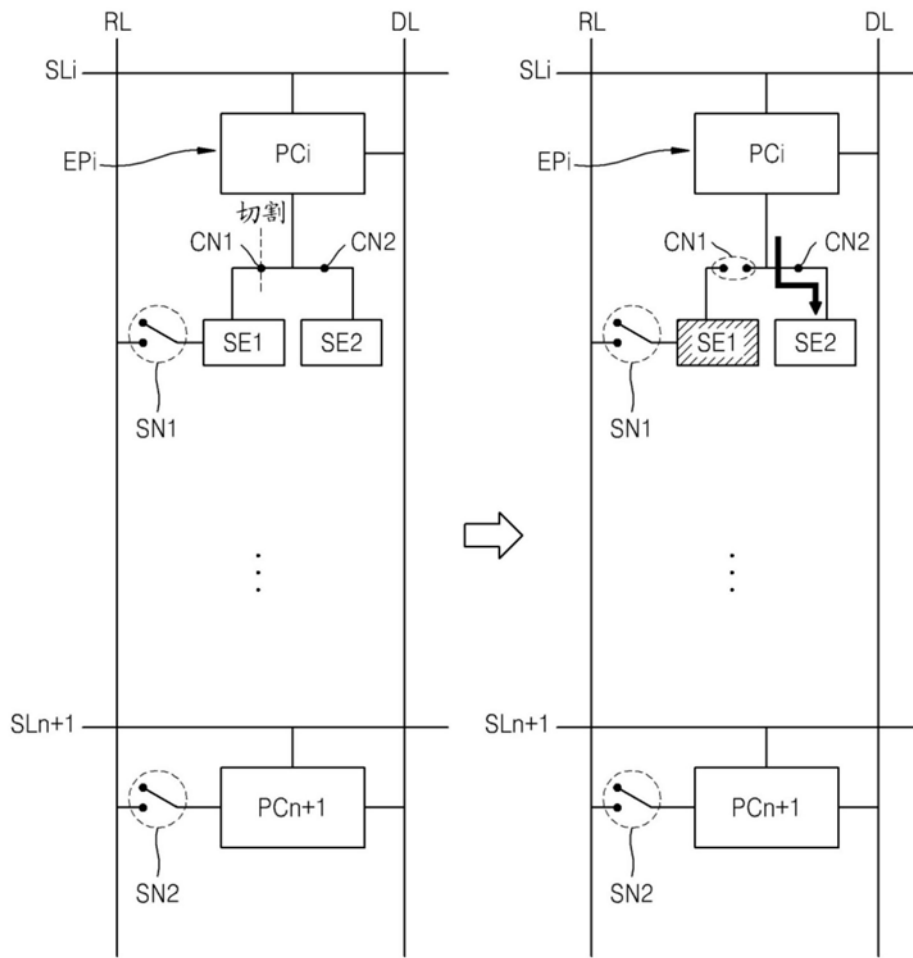 RL DL RL DL
SLi SLi
PCi PCi
EPi EPi
切割
CN1 CN2 CN1 CN2
SE1 SE2 SE1 SE2
SN1 SN1
SLn+1 SLn+1
PCn+1 PCn+1
SN2 SN2